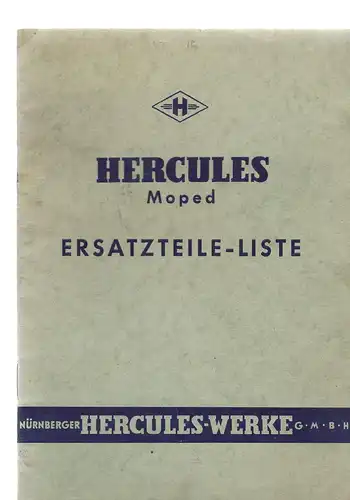 H
HERCULES
Moped
ERSATZTEILE-LISTE
NÜRNBERGER HERCULES-WERKE G·M·B·H